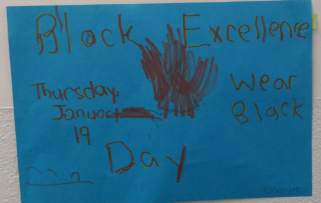 Black Excellence
Thursday,
January
19
Wear
Black
Day